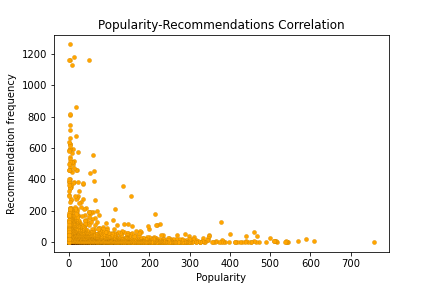 Popularity-Recommendations Correlation
1200
1000
800
600
400
200
0
Recommendation frequency
0 100 200 300 400 500 600 700
Popularity